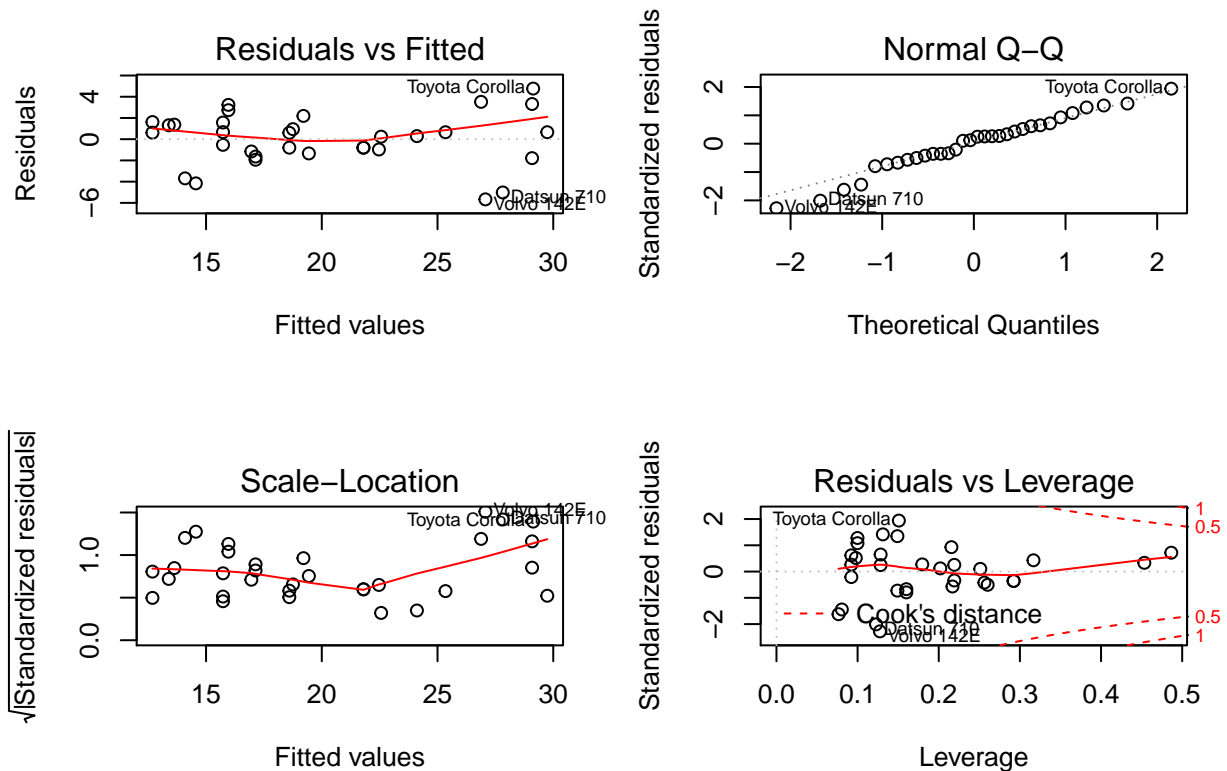 Residuals vs Fitted
Residuals
4
0
−6
Toyota Corolla
Datsun 710
Volvo 142E
15 20 25 30
Fitted values
Normal Q−Q
Standardized residuals
2
0
−2
Toyota Corolla
Datsun 710
Volvo 142E
−2 −1 0 1 2
Theoretical Quantiles
Scale−Location
√|Standardized residuals|
1.0
0.0
Volvo 142E
Toyota Corolla
Datsun 710
15 20 25 30
Fitted values
Residuals vs Leverage
Standardized residuals
2
0
−2
Toyota Corolla
Cook's distance
Datsun 710
Volvo 142E
1
0.5
0.5
1
0.0 0.1 0.2 0.3 0.4 0.5
Leverage